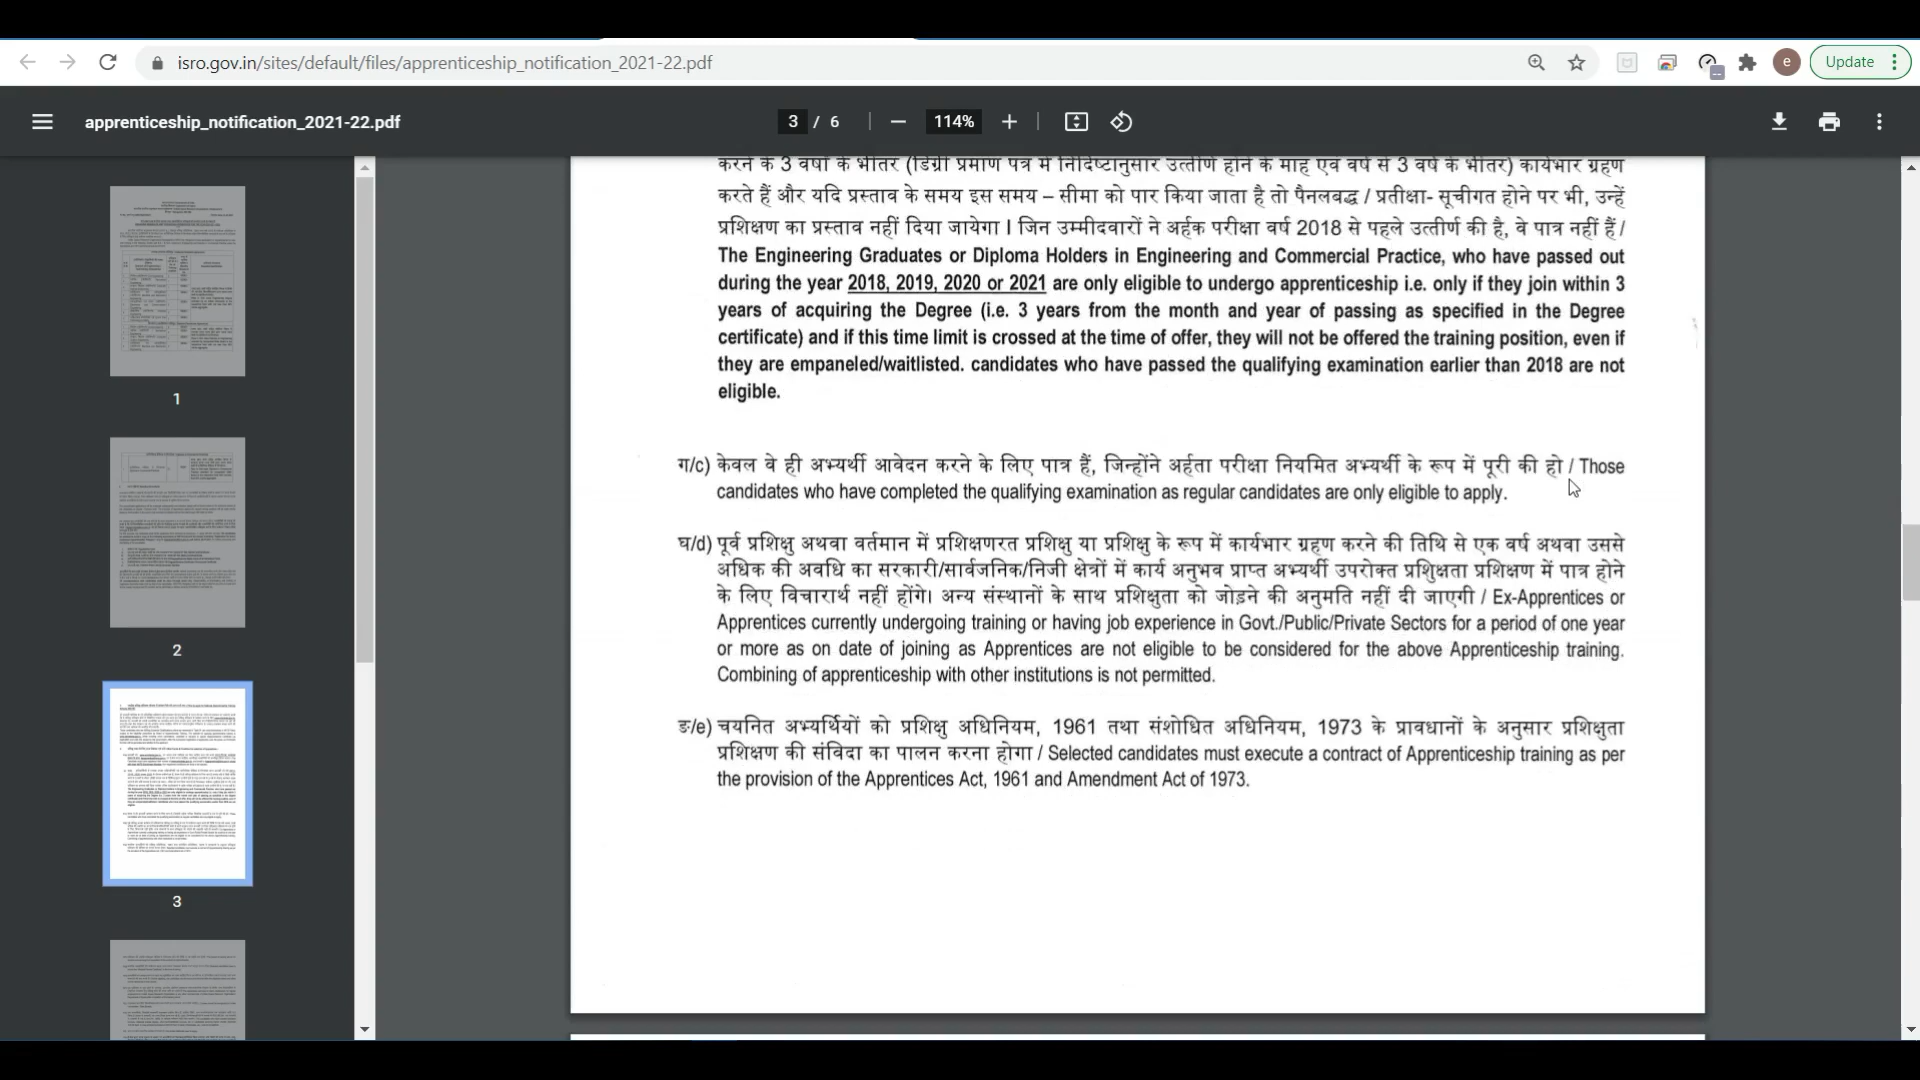 isro.gov.in/sites/default/files/apprenticeship_notification_2021-22.pdf
e
Update
apprenticeship_notification_2021-22.pdf
3 / 6
114%
1
2
3
करने के 3 वर्षों के भीतर (डिग्री प्रमाण पत्र में निर्दिष्टानुसार उत्तीर्ण होने के माह एवं वर्ष से 3 वर्ष के भीतर) कार्यभार ग्रहण
करते हैं और यदि प्रस्ताव के समय इस समय – सीमा को पार किया जाता है तो पैनलबद्ध / प्रतीक्षा- सूचीगत होने पर भी, उन्हें
प्रशिक्षण का प्रस्ताव नहीं दिया जायेगा । जिन उम्मीदवारों ने अर्हक परीक्षा वर्ष 2018 से पहले उत्तीर्ण की है, वे पात्र नहीं हैं /
The Engineering Graduates or Diploma Holders in Engineering and Commercial Practice, who have passed out
during the year 2018, 2019, 2020 or 2021 are only eligible to undergo apprenticeship i.e. only if they join within 3
years of acquiring the Degree (i.e. 3 years from the month and year of passing as specified in the Degree
certificate) and if this time limit is crossed at the time of offer, they will not be offered the training position, even if
they are empaneled/waitlisted. candidates who have passed the qualifying examination earlier than 2018 are not
eligible.
ग/c) केवल वे ही अभ्यर्थी आवेदन करने के लिए पात्र हैं, जिन्होंने अर्हता परीक्षा नियमित अभ्यर्थी के रूप में पूरी की हो / Those
candidates who have completed the qualifying examination as regular candidates are only eligible to apply.
घ/d) पूर्व प्रशिक्षु अथवा वर्तमान में प्रशिक्षणरत प्रशिक्षु या प्रशिक्षु के रूप में कार्यभार ग्रहण करने की तिथि से एक वर्ष अथवा उससे
अधिक की अवधि का सरकारी/सार्वजनिक/निजी क्षेत्रों में कार्य अनुभव प्राप्त अभ्यर्थी उपरोक्त प्रशिुक्षता प्रशिक्षण में पात्र होने
के लिए विचारार्थ नहीं होंगे। अन्य संस्थानों के साथ प्रशिक्षुता को जोड़ने की अनुमति नहीं दी जाएगी / Ex-Apprentices or
Apprentices currently undergoing training or having job experience in Govt./Public/Private Sectors for a period of one year
or more as on date of joining as Apprentices are not eligible to be considered for the above Apprenticeship training.
Combining of apprenticeship with other institutions is not permitted.
ङ/e) चयनित अभ्यर्थियों को प्रशिक्षु अधिनियम, 1961 तथा संशोधित अधिनियम, 1973 के प्रावधानों के अनुसार प्रशिक्षुता
प्रशिक्षण की संविदा का पालन करना होगा / Selected candidates must execute a contract of Apprenticeship training as per
the provision of the Apprentices Act, 1961 and Amendment Act of 1973.